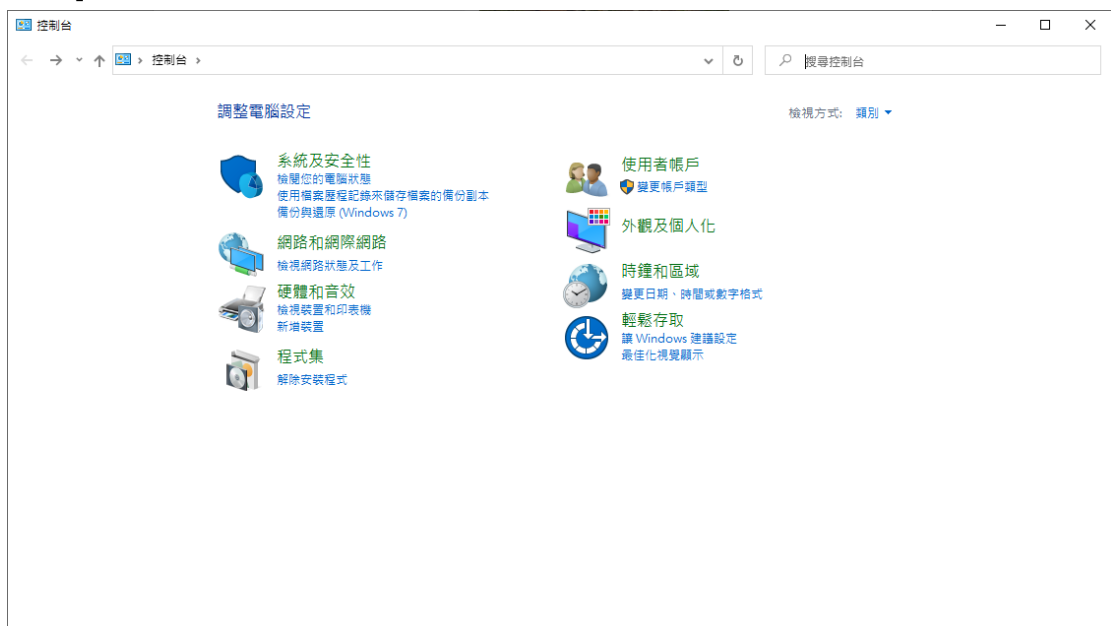 控制台
控制台
搜尋控制台
調整電腦設定
檢視方式: 類別
系統及安全性
檢閱您的電腦狀態
使用檔案歷程記錄來儲存檔案的備份副本
備份與還原 (Windows 7)
網路和網際網路
檢視網路狀態及工作
硬體和音效
檢視裝置和印表機
新增裝置
程式集
解除安裝程式
使用者帳戶
變更帳戶類型
外觀及個人化
時鐘和區域
變更日期、時間或數字格式
輕鬆存取
讓 Windows 建議設定
最佳化視覺顯示